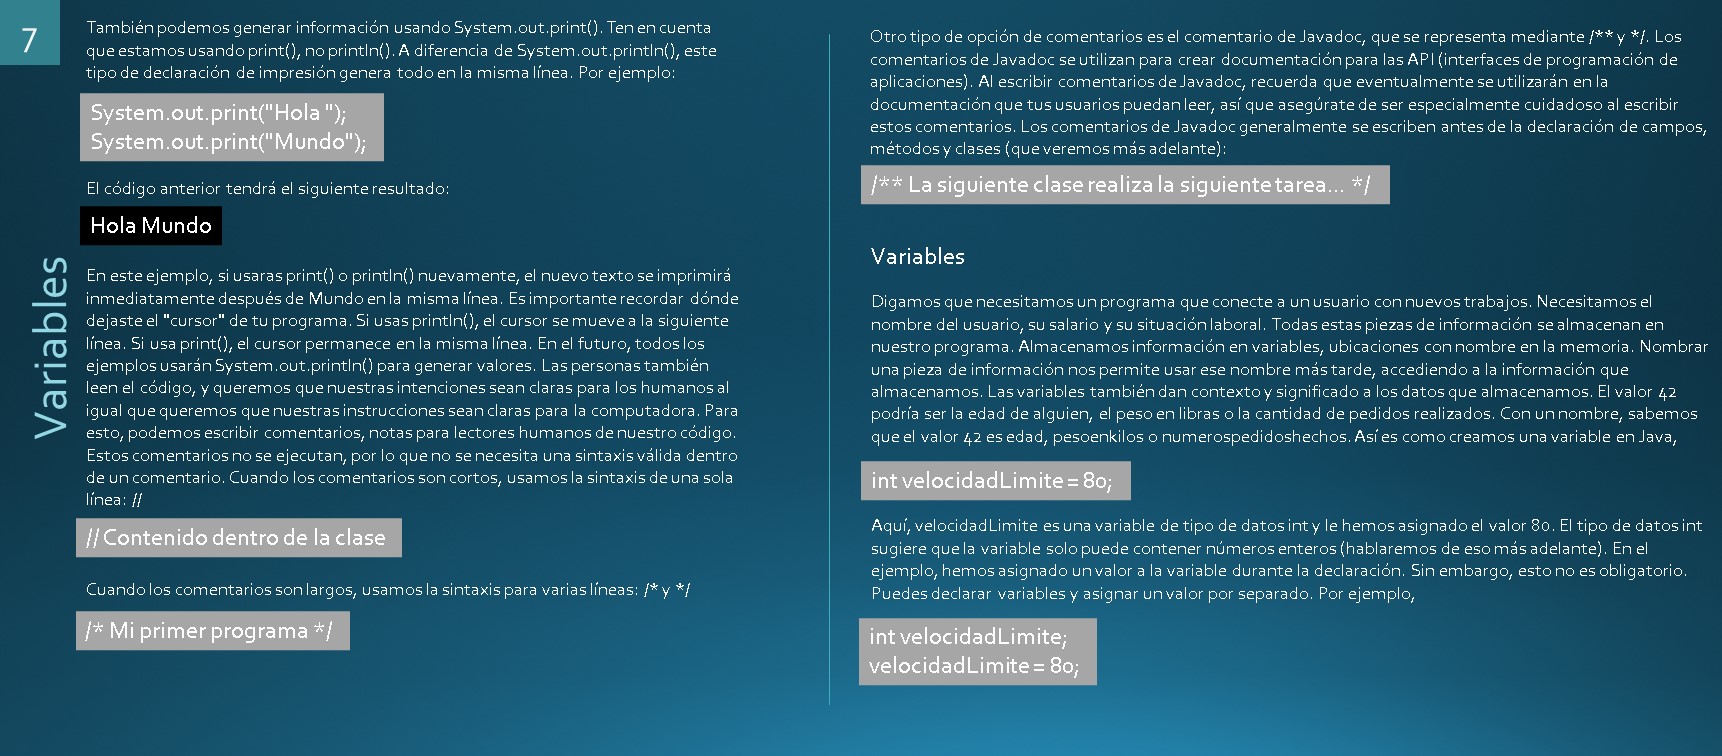 7
Variables
También podemos generar información usando System.out.print(). Ten en cuenta
que estamos usando print(), no println(). A diferencia de System.out.println(), este
tipo de declaración de impresión genera todo en la misma línea. Por ejemplo:
System.out.print("Hola ");
System.out.print("Mundo");
El código anterior tendrá el siguiente resultado:
Hola Mundo
En este ejemplo, si usaras print() o println() nuevamente, el nuevo texto se imprimirá
inmediatamente después de Mundo en la misma línea. Es importante recordar dónde
dejaste el "cursor" de tu programa. Si usas println(), el cursor se mueve a la siguiente
línea. Si usa print(), el cursor permanece en la misma línea. En el futuro, todos los
ejemplos usarán System.out.println() para generar valores. Las personas también
leen el código, y queremos que nuestras intenciones sean claras para los humanos al
igual que queremos que nuestras instrucciones sean claras para la computadora. Para
esto, podemos escribir comentarios, notas para lectores humanos de nuestro código.
Estos comentarios no se ejecutan, por lo que no se necesita una sintaxis válida dentro
de un comentario. Cuando los comentarios son cortos, usamos la sintaxis de una sola
línea: //
// Contenido dentro de la clase
Cuando los comentarios son largos, usamos la sintaxis para varias líneas: /* y */
/* Mi primer programa */
Otro tipo de opción de comentarios es el comentario de Javadoc, que se representa mediante /** y */. Los
comentarios de Javadoc se utilizan para crear documentación para las API (interfaces de programación de
aplicaciones). Al escribir comentarios de Javadoc, recuerda que eventualmente se utilizarán en la
documentación que tus usuarios puedan leer, así que asegúrate de ser especialmente cuidadoso al escribir
estos comentarios. Los comentarios de Javadoc generalmente se escriben antes de la declaración de campos,
métodos y clases (que veremos más adelante):
/** La siguiente clase realiza la siguiente tarea... */
Variables
Digamos que necesitamos un programa que conecte a un usuario con nuevos trabajos. Necesitamos el
nombre del usuario, su salario y su situación laboral. Todas estas piezas de información se almacenan en
nuestro programa. Almacenamos información en variables, ubicaciones con nombre en la memoria. Nombrar
una pieza de información nos permite usar ese nombre más tarde, accediendo a la información que
almacenamos. Las variables también dan contexto y significado a los datos que almacenamos. El valor 42
podría ser la edad de alguien, el peso en libras o la cantidad de pedidos realizados. Con un nombre, sabemos
que el valor 42 es edad, pesoenkilos o numerospedidoshechos. Así es como creamos una variable en Java,
int velocidadLimite = 80;
Aquí, velocidadLimite es una variable de tipo de datos int y le hemos asignado el valor 80. El tipo de datos int
sugiere que la variable solo puede contener números enteros (hablaremos de eso más adelante). En el
ejemplo, hemos asignado un valor a la variable durante la declaración. Sin embargo, esto no es obligatorio.
Puedes declarar variables y asignar un valor por separado. Por ejemplo,
int velocidadLimite;
velocidadLimite = 80;